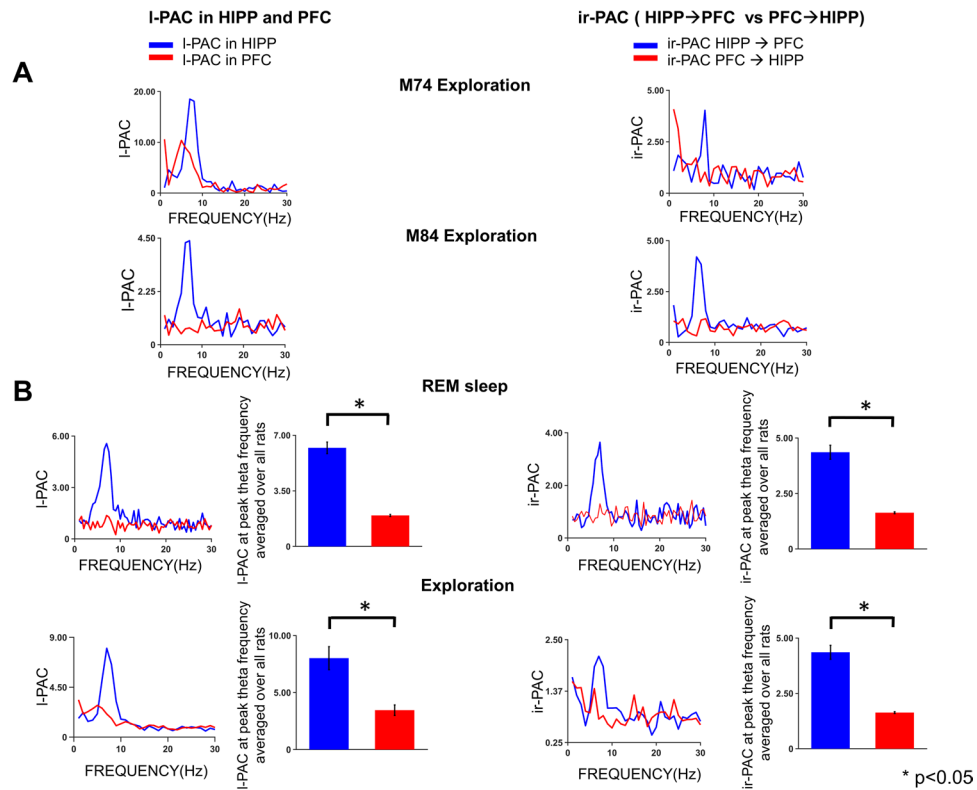 l-PAC in HIPP and PFC
l-PAC in HIPP
l-PAC in PFC
ir-PAC ( HIPP→PFC vs PFC→HIPP)
ir-PAC HIPP → PFC
ir-PAC PFC → HIPP
A
M74 Exploration
l-PAC
20.00
10.00
0
0 10 20 30
FREQUENCY(Hz)
ir-PAC
5.00
2.50
0
0 10 20 30
FREQUENCY(Hz)
M84 Exploration
l-PAC
4.50
2.25
0
0 10 20 30
FREQUENCY(Hz)
ir-PAC
5.00
2.50
0
0 10 20 30
FREQUENCY(Hz)
B
REM sleep
l-PAC
6.00
3.00
0
0 10 20 30
FREQUENCY(Hz)
l-PAC at peak theta frequency
averaged over all rats
7.00
3.50
0
*
ir-PAC
4.00
2.00
0
0 10 20 30
FREQUENCY(Hz)
ir-PAC at peak theta frequency
averaged over all rats
5.00
2.50
0
*
Exploration
l-PAC
9.00
4.50
0
0 10 20 30
FREQUENCY(Hz)
l-PAC at peak theta frequency
averaged over all rats
10.00
5.00
0
*
ir-PAC
2.50
1.37
0.25
0 10 20 30
FREQUENCY(Hz)
ir-PAC at peak theta frequency
averaged over all rats
5.00
2.50
0
*
* p<0.05